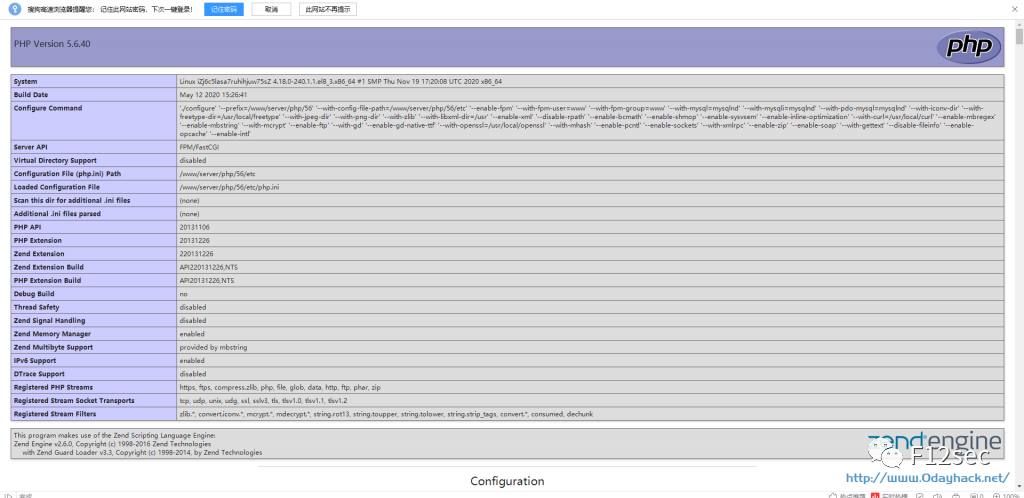 搜狗高速浏览器提醒您： 记住此网站密码，下次一键登录！ 记住密码 取消 此网站不再提示
PHP Version 5.6.40
php
System Linux iZj6c5lasa7ruhihjuw75sZ 4.18.0-240.1.1.el8_3.x86_64 #1 SMP Thu Nov 19 17:20:08 UTC 2020 x86_64
Build Date May 12 2020 15:26:41
Configure Command './configure' '--prefix=/www/server/php/56' '--with-config-file-path=/www/server/php/56/etc' '--enable-fpm' '--with-fpm-user=www' '--with-fpm-group=www' '--with-mysql=mysqlnd' '--with-mysqli=mysqlnd' '--with-pdo-mysql=mysqlnd' '--with-iconv-dir' '--with-
freetype-dir=/usr/local/freetype' '--with-jpeg-dir' '--with-png-dir' '--with-zlib' '--with-libxml-dir=/usr' '--enable-xml' '--disable-rpath' '--enable-bcmath' '--enable-shmop' '--enable-sysvsem' '--enable-inline-optimization' '--with-curl=/usr/local/curl' '--enable-mbregex'
'--enable-mbstring' '--with-mcrypt' '--enable-ftp' '--with-gd' '--enable-gd-native-ttf' '--with-openssl=/usr/local/openssl' '--with-mhash' '--enable-pcntl' '--enable-sockets' '--with-xmlrpc' '--enable-zip' '--enable-soap' '--with-gettext' '--disable-fileinfo' '--enable-
opcache' '--enable-intl'
Server API FPM/FastCGI
Virtual Directory Support disabled
Configuration File (php.ini) Path /www/server/php/56/etc
Loaded Configuration File /www/server/php/56/etc/php.ini
Scan this dir for additional .ini files (none)
Additional .ini files parsed (none)
PHP API 20131106
PHP Extension 20131226
Zend Extension 220131226
Zend Extension Build API220131226,NTS
PHP Extension Build API20131226,NTS
Debug Build no
Thread Safety disabled
Zend Signal Handling disabled
Zend Memory Manager enabled
Zend Multibyte Support provided by mbstring
IPv6 Support enabled
DTrace Support disabled
Registered PHP Streams https, ftps, compress.zlib, php, file, glob, data, http, ftp, phar, zip
Registered Stream Socket Transports tcp, udp, unix, udg, ssl, sslv3, tls, tlsv1.0, tlsv1.1, tlsv1.2
Registered Stream Filters zlib.*, convert.iconv.*, mcrypt.*, mdecrypt.*, string.rot13, string.toupper, string.tolower, string.strip_tags, convert.*, consumed, dechunk
This program makes use of the Zend Scripting Language Engine:
Zend Engine v2.6.0, Copyright (c) 1998-2016 Zend Technologies
with Zend Guard Loader v3.3, Copyright (c) 1998-2014, by Zend Technologies
zend engine
F12sec
http://www.0dayhack.net/
Configuration
100%